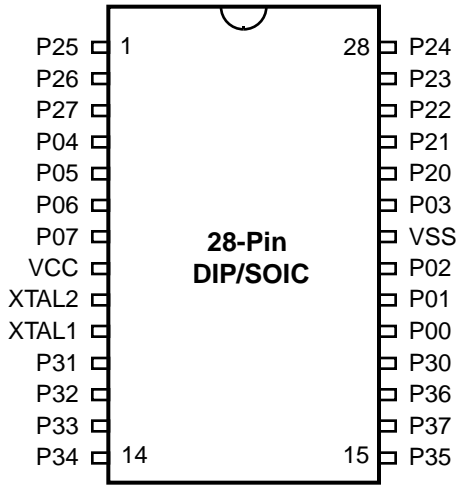 P25 1 28 P24
P26 P23
P27 P22
P04 P21
P05 P20
P06 P03
P07 VSS
28-Pin
DIP/SOIC
VCC P02
XTAL2 P01
XTAL1 P00
P31 P30
P32 P36
P33 P37
P34 14 15 P35